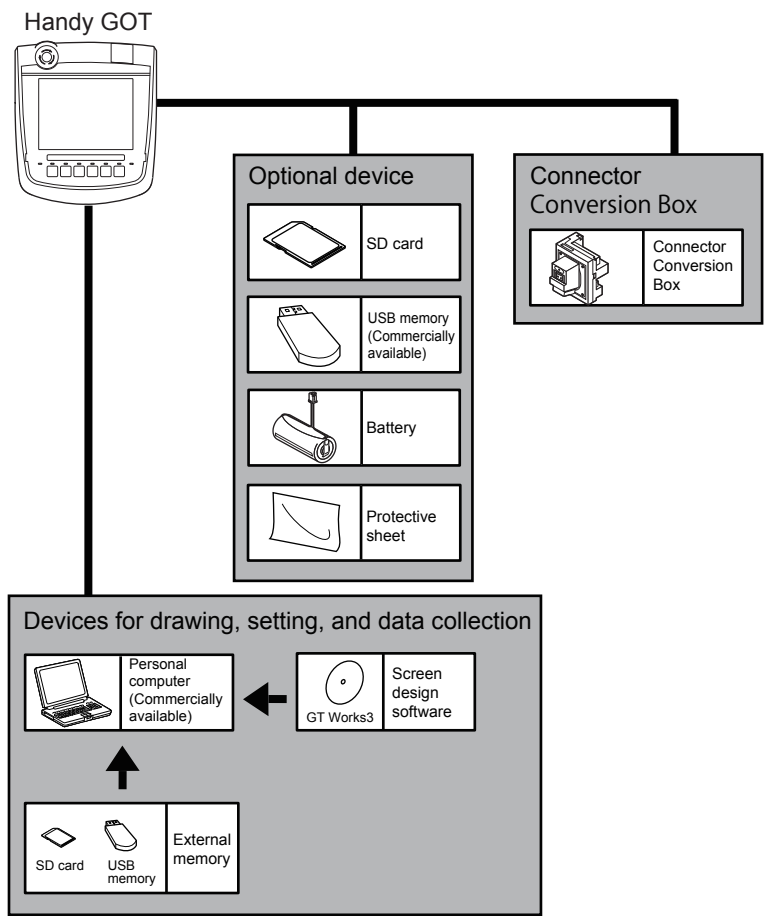 Handy GOT
Optional device
SD card
USB memory
(Commercially
available)
Battery
Protective
sheet
Connector
Conversion Box
Connector
Conversion
Box
Devices for drawing, setting, and data collection
Personal
computer
(Commercially
available)
GT Works3
Screen
design
software
SD card
USB
memory
External
memory